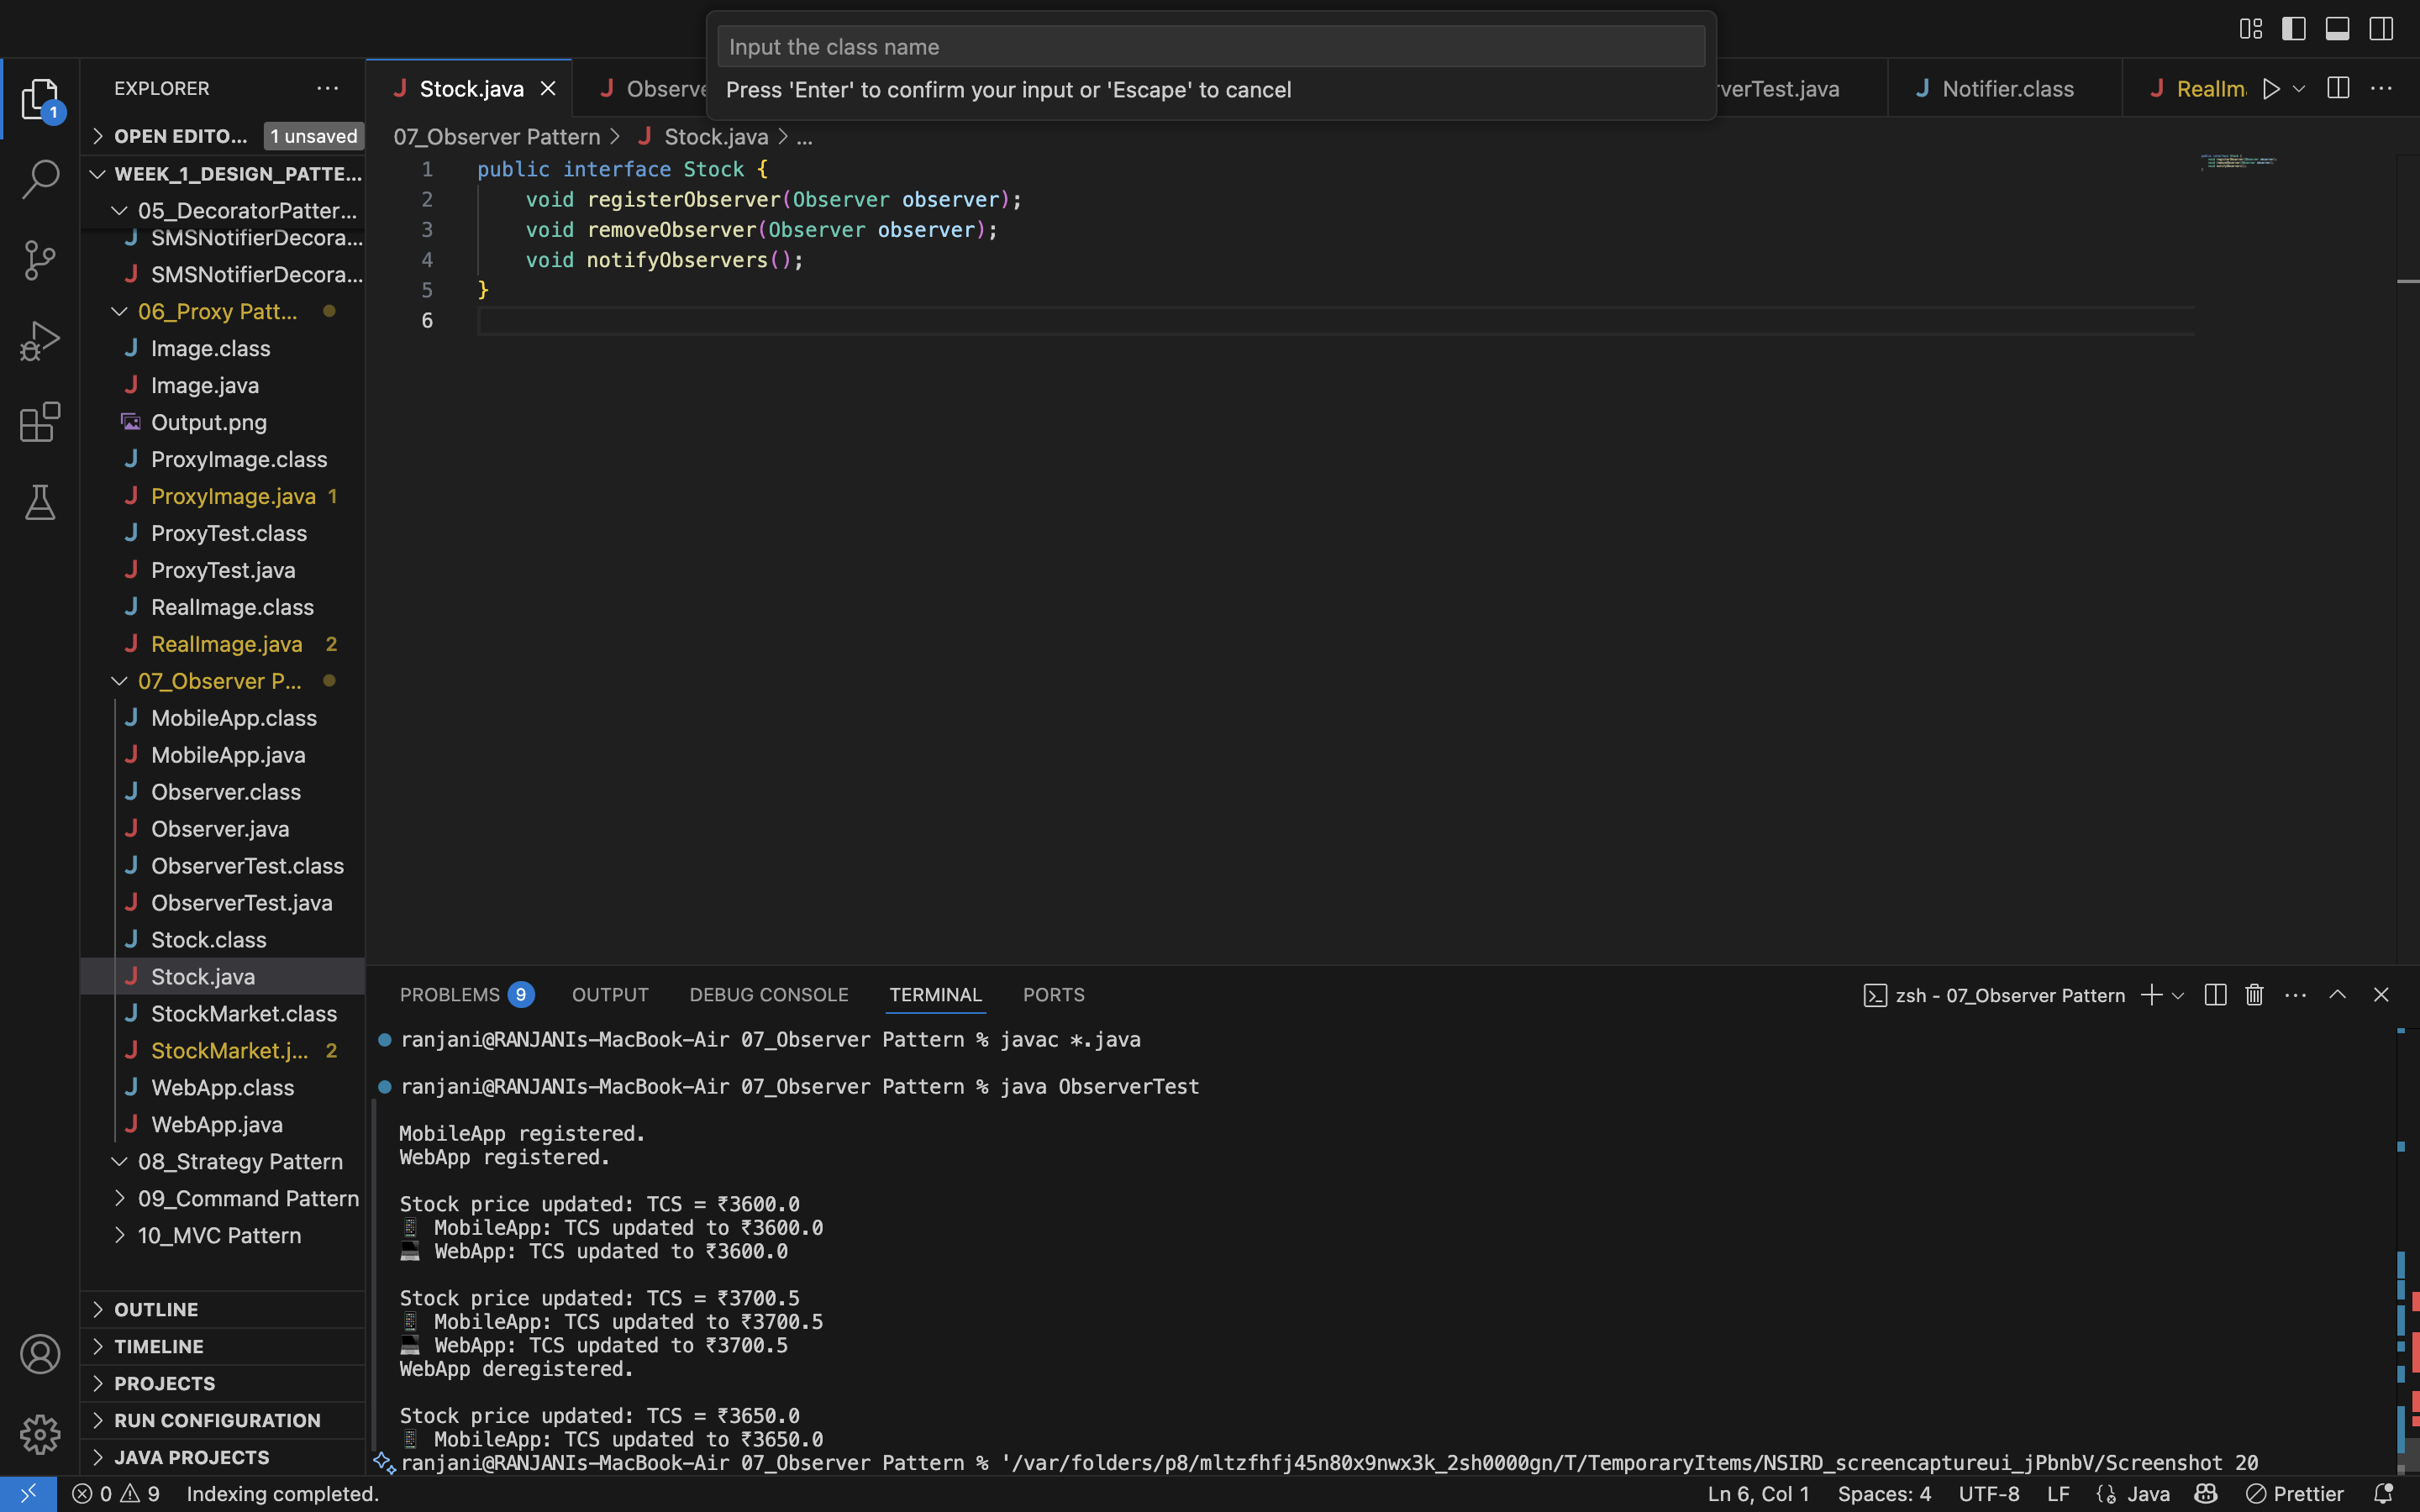 Input the class name
Press 'Enter' to confirm your input or 'Escape' to cancel
EXPLORER
Stock.java
Observe
verTest.java
Notifier.class
RealIm
1
OPEN EDITO... 1 unsaved
WEEK_1_DESIGN_PATTE...
05_DecoratorPatter...
SMSNotifierDecora...
SMSNotifierDecora...
06_Proxy Patt...
Image.class
Image.java
Output.png
ProxyImage.class
ProxyImage.java 1
ProxyTest.class
ProxyTest.java
RealImage.class
RealImage.java 2
07_Observer P...
MobileApp.class
MobileApp.java
Observer.class
Observer.java
ObserverTest.class
ObserverTest.java
Stock.class
Stock.java
StockMarket.class
StockMarket.j... 2
WebApp.class
WebApp.java
08_Strategy Pattern
09_Command Pattern
10_MVC Pattern
OUTLINE
TIMELINE
PROJECTS
RUN CONFIGURATION
JAVA PROJECTS
07_Observer Pattern > Stock.java > ...
1 public interface Stock {
2 void registerObserver(Observer observer);
3 void removeObserver(Observer observer);
4 void notifyObservers();
5 }
6
PROBLEMS 9 OUTPUT DEBUG CONSOLE TERMINAL PORTS
zsh - 07_Observer Pattern
ranjani@RANJANIs-MacBook-Air 07_Observer Pattern % javac *.java
ranjani@RANJANIs-MacBook-Air 07_Observer Pattern % java ObserverTest
MobileApp registered.
WebApp registered.
Stock price updated: TCS = ₹3600.0
📱 MobileApp: TCS updated to ₹3600.0
💻 WebApp: TCS updated to ₹3600.0
Stock price updated: TCS = ₹3700.5
📱 MobileApp: TCS updated to ₹3700.5
💻 WebApp: TCS updated to ₹3700.5
WebApp deregistered.
Stock price updated: TCS = ₹3650.0
📱 MobileApp: TCS updated to ₹3650.0
ranjani@RANJANIs-MacBook-Air 07_Observer Pattern % '/var/folders/p8/mltzfhfj45n80x9nwx3k_2sh0000gn/T/TemporaryItems/NSIRD_screencaptureui_jPbnbV/Screenshot 20
0 9 Indexing completed.
Ln 6, Col 1 Spaces: 4 UTF-8 LF Java Prettier